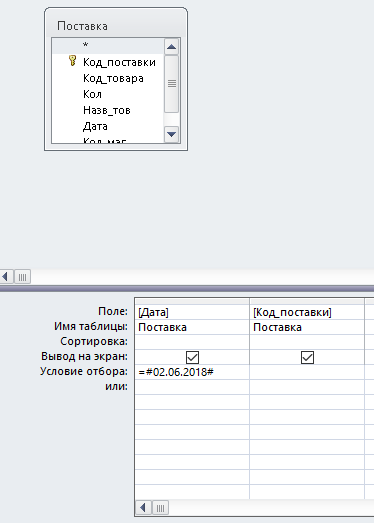 Поставка
*
Код_поставки
Код_товара
Кол
Назв_тов
Дата
Код_маг
Поле: [Дата] [Код_поставки]
Имя таблицы: Поставка Поставка
Сортировка:
Вывод на экран:
Условие отбора: =#02.06.2018#
или: